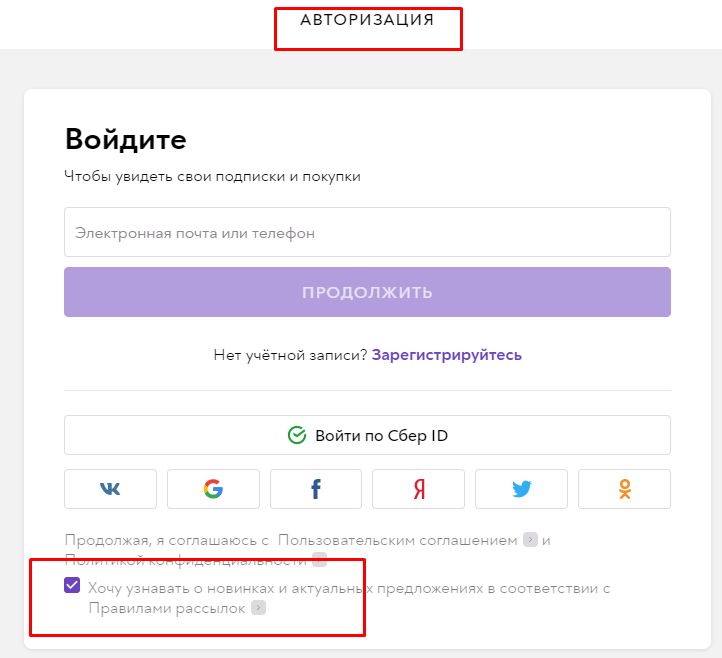 АВТОРИЗАЦИЯ
Войдите
Чтобы увидеть свои подписки и покупки
Электронная почта или телефон
ПРОДОЛЖИТЬ
Нет учётной записи? Зарегистрируйтесь
Войти по Сбер ID
Продолжая, я соглашаюсь с Пользовательским соглашением и
Политикой конфиденциальности
Хочу узнавать о новинках и актуальных предложениях в соответствии с
Правилами рассылок